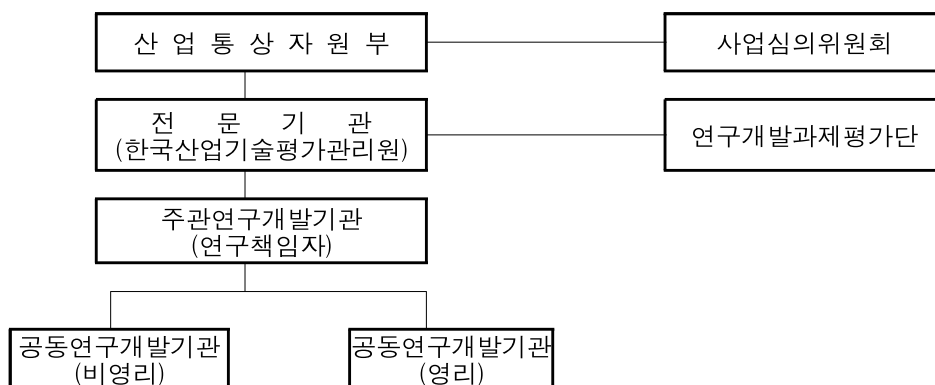 산 업 통 상 자 원 부
사업심의위원회
전 문 기 관
(한국산업기술평가관리원)
연구개발과제평가단
주관연구개발기관
(연구책임자)
공동연구개발기관
(비영리)
공동연구개발기관
(영리)